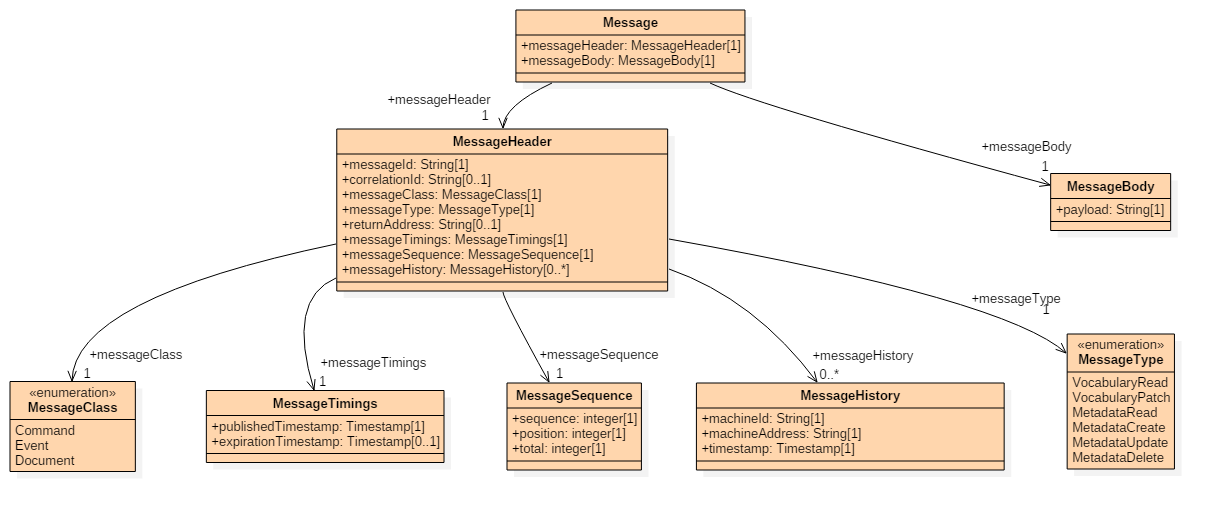 Message
+messageHeader: MessageHeader[1]
+messageBody: MessageBody[1]
+messageHeader
1
+messageBody
1
MessageHeader
+messageId: String[1]
+correlationId: String[0..1]
+messageClass: MessageClass[1]
+messageType: MessageType[1]
+returnAddress: String[0..1]
+messageTimings: MessageTimings[1]
+messageSequence: MessageSequence[1]
+messageHistory: MessageHistory[0..*]
MessageBody
+payload: String[1]
+messageClass
1
+messageTimings
1
+messageSequence
1
+messageHistory
0..*
+messageType
1
«enumeration»
MessageClass
Command
Event
Document
MessageTimings
+publishedTimestamp: Timestamp[1]
+expirationTimestamp: Timestamp[0..1]
MessageSequence
+sequence: integer[1]
+position: integer[1]
+total: integer[1]
MessageHistory
+machineId: String[1]
+machineAddress: String[1]
+timestamp: Timestamp[1]
«enumeration»
MessageType
VocabularyRead
VocabularyPatch
MetadataRead
MetadataCreate
MetadataUpdate
MetadataDelete